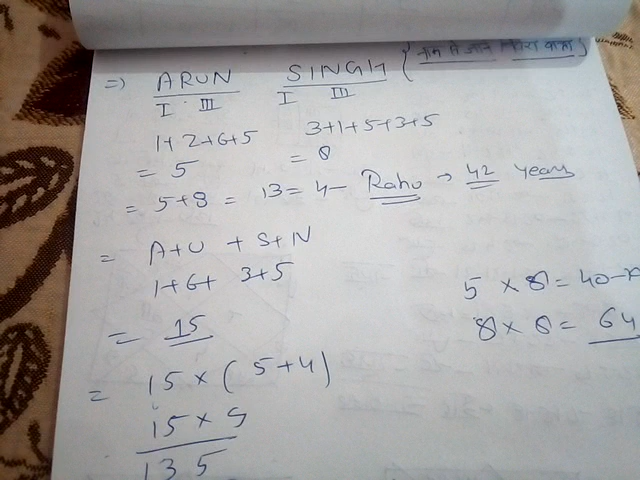 =) ARUN SINGH { नाम से जाने
I III I III
1+2+6+5 3+1+5+3+5
= 5 = 8
= 5+8 = 13 = 4 - Rahu → 42 years
= A+U + S+N
1+6+ 3+5
= 15
5 × 8 = 40
8 × 8 = 64
= 15 × ( 5+4)
15 × 9
135